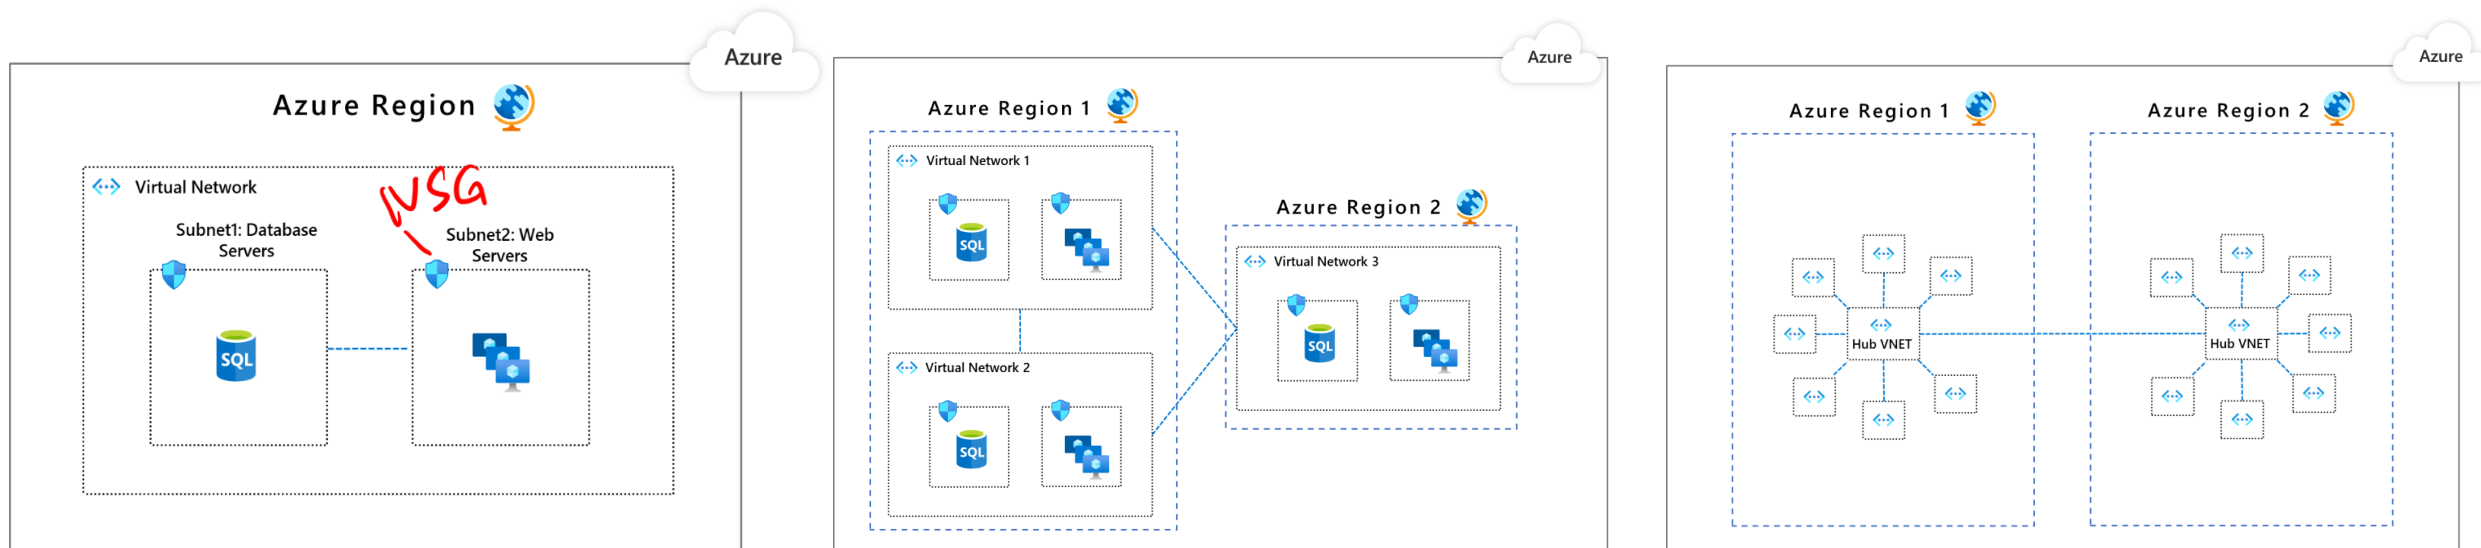 Azure
Azure Region
Virtual Network
NSG
Subnet1: Database
Servers
Subnet2: Web
Servers
SQL
Azure
Azure Region 1
Virtual Network 1
SQL
Virtual Network 2
SQL
Azure Region 2
Virtual Network 3
SQL
Azure
Azure Region 1
Hub VNET
Azure Region 2
Hub VNET